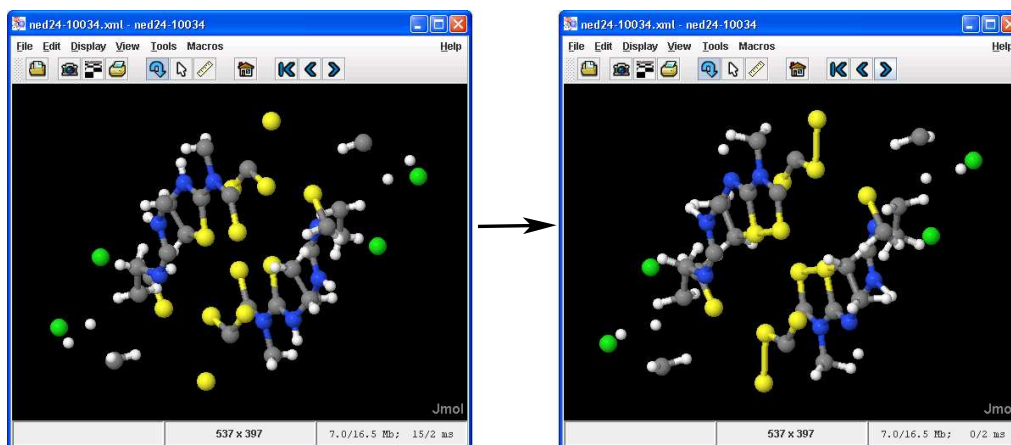 ned24-10034.xml - ned24-10034
File Edit Display View Tools Macros Help
Jmol
537 x 397 7.0/16.5 Mb; 15/2 ms
ned24-10034.xml - ned24-10034
File Edit Display View Tools Macros Help
Jmol
537 x 397 7.0/16.5 Mb; 0/2 ms